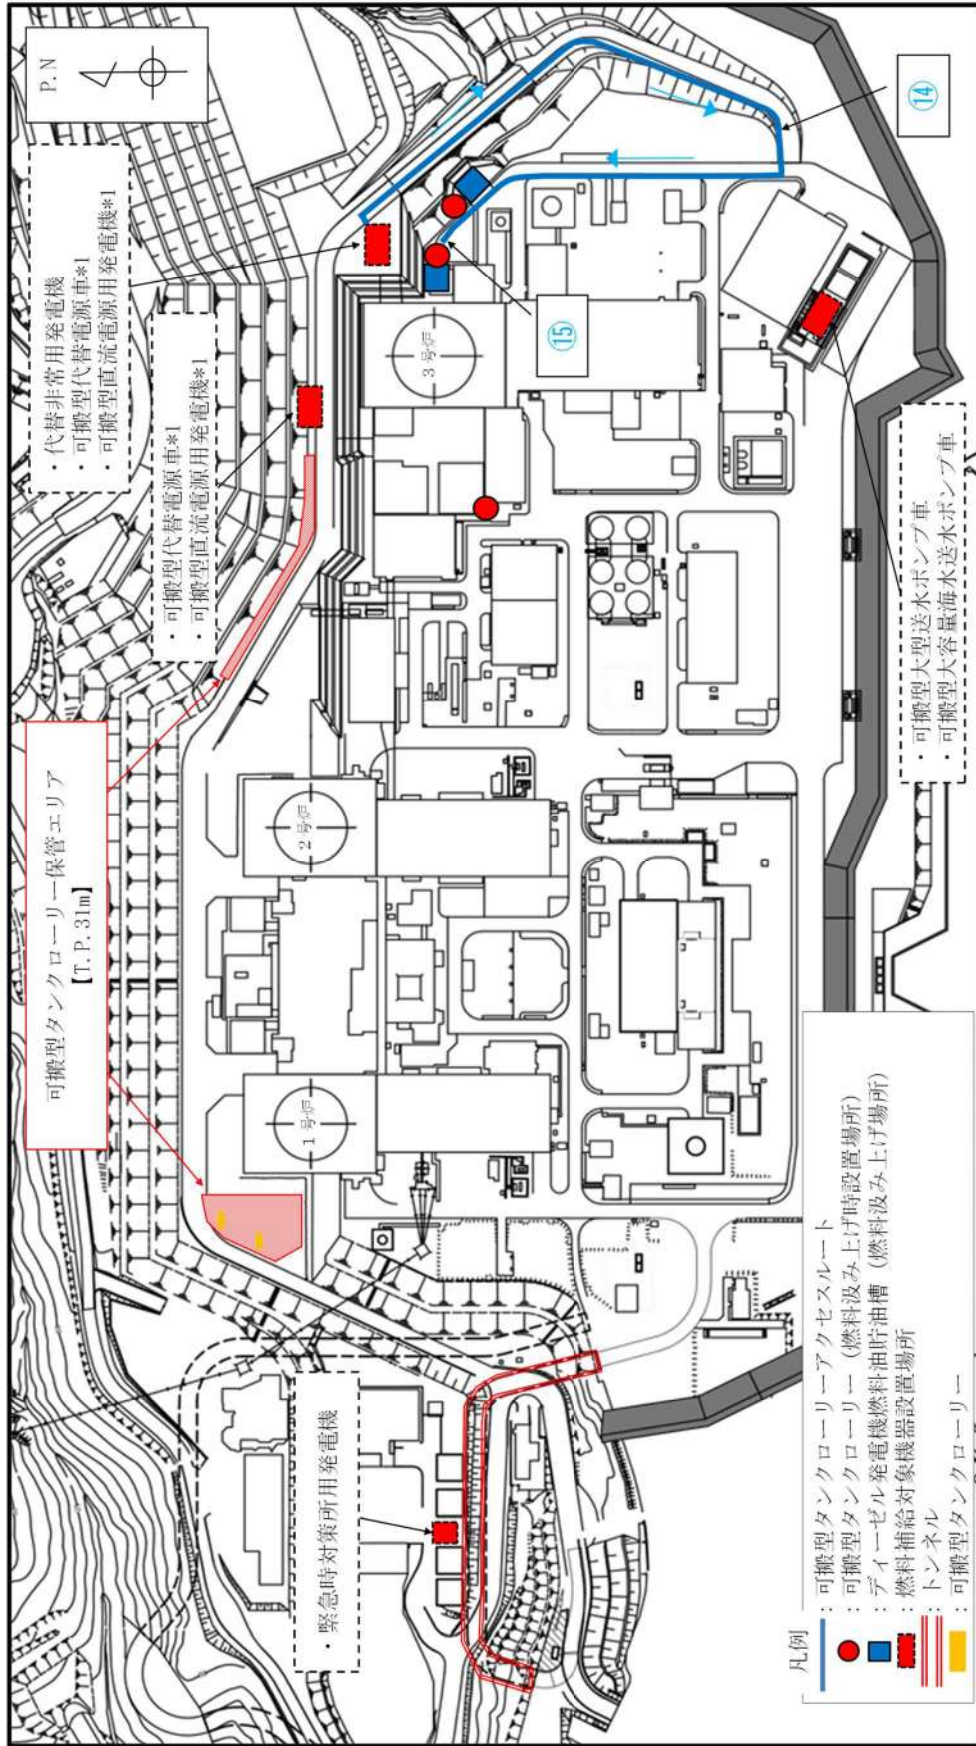 P.N
・代替非常用発電機
・可搬型代替電源車*1
・可搬型直流電源用発電機*1
・可搬型代替電源車*1
・可搬型直流電源用発電機*1
可搬型タンクローリー保管エリア
【T.P.31m】
・緊急時対策所用発電機
1号炉
2号炉
3号炉
⑭
⑮
・可搬型大型送水ポンプ車
・可搬型大容量海水送水ポンプ車
凡例
：可搬型タンクローリーアクセスルート
：可搬型タンクローリー（燃料汲み上げ時設置場所）
：ディーゼル発電機燃料油貯油槽（燃料汲み上げ場所）
：燃料補給対象機器設置場所
：トンネル
：可搬型タンクローリー